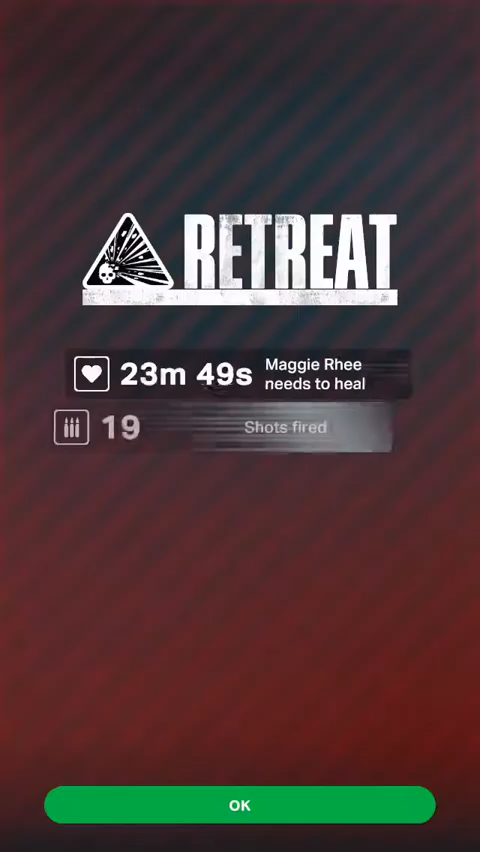 RETREAT
23m 49s
Maggie Rhee
needs to heal
19
Shots fired
OK